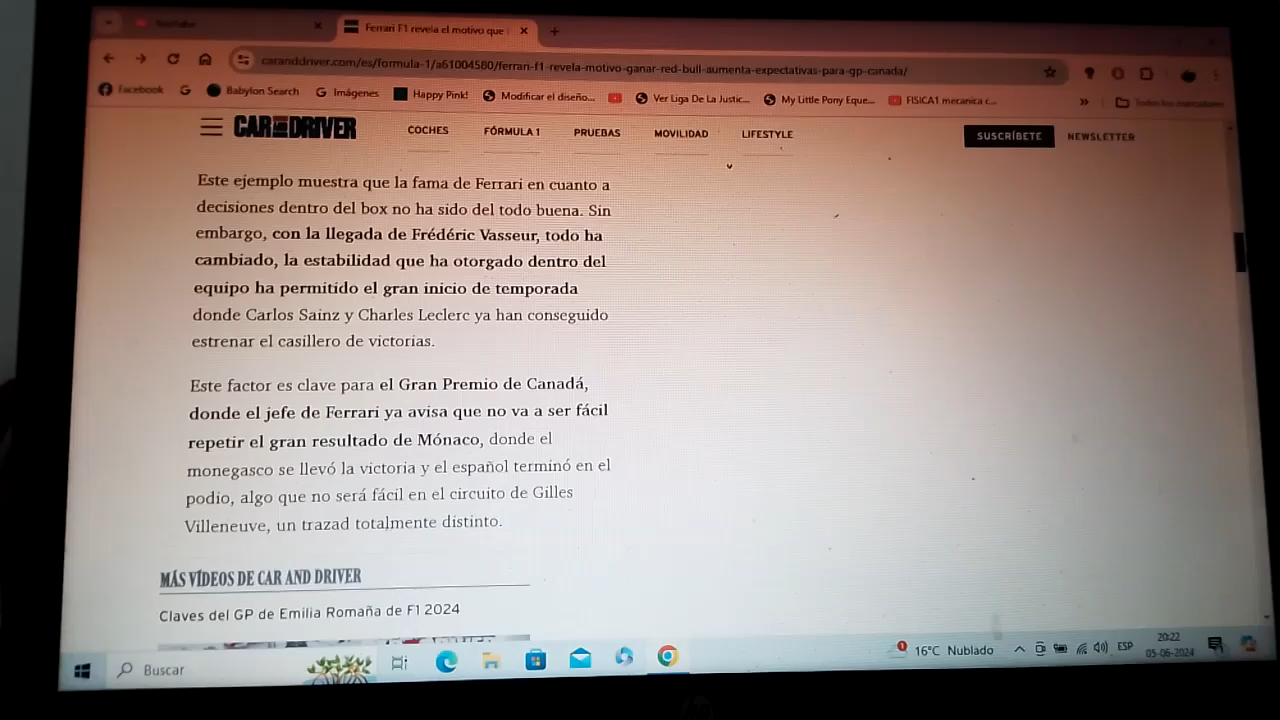 Ferrari F1 revela el motivo que
caranddriver.com/es/formula-1/a61004580/ferrari-f1-revela-motivo-ganar-red-bull-aumenta-expectativas-para-gp-canada/
Facebook G Babylon Search Imágenes Happy Pink! Modificar el diseño... Ver Liga De La Justic... My Little Pony Eque... FISICA1 mecanica c... » Todos los marcadores
CAR AND DRIVER COCHES FÓRMULA 1 PRUEBAS MOVILIDAD LIFESTYLE SUSCRÍBETE NEWSLETTER
Este ejemplo muestra que la fama de Ferrari en cuanto a
decisiones dentro del box no ha sido del todo buena. Sin
embargo, con la llegada de Frédéric Vasseur, todo ha
cambiado, la estabilidad que ha otorgado dentro del
equipo ha permitido el gran inicio de temporada
donde Carlos Sainz y Charles Leclerc ya han conseguido
estrenar el casillero de victorias.
Este factor es clave para el Gran Premio de Canadá,
donde el jefe de Ferrari ya avisa que no va a ser fácil
repetir el gran resultado de Mónaco, donde el
monegasco se llevó la victoria y el español terminó en el
podio, algo que no será fácil en el circuito de Gilles
Villeneuve, un trazad totalmente distinto.
MÁS VÍDEOS DE CAR AND DRIVER
Claves del GP de Emilia Romaña de F1 2024
Buscar 16°C Nublado ESP 20:22
05-06-2024